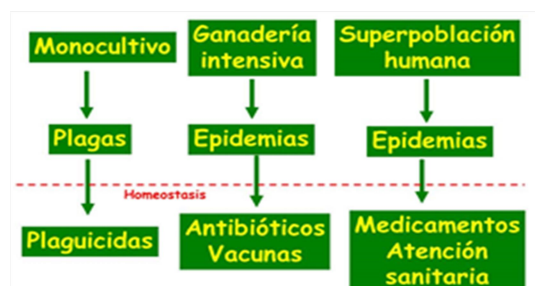 Monocultivo
Ganadería
intensiva
Superpoblación
humana
Plagas
Epidemias
Epidemias
Homeostasis
Plaguicidas
Antibióticos
Vacunas
Medicamentos
Atención
sanitaria